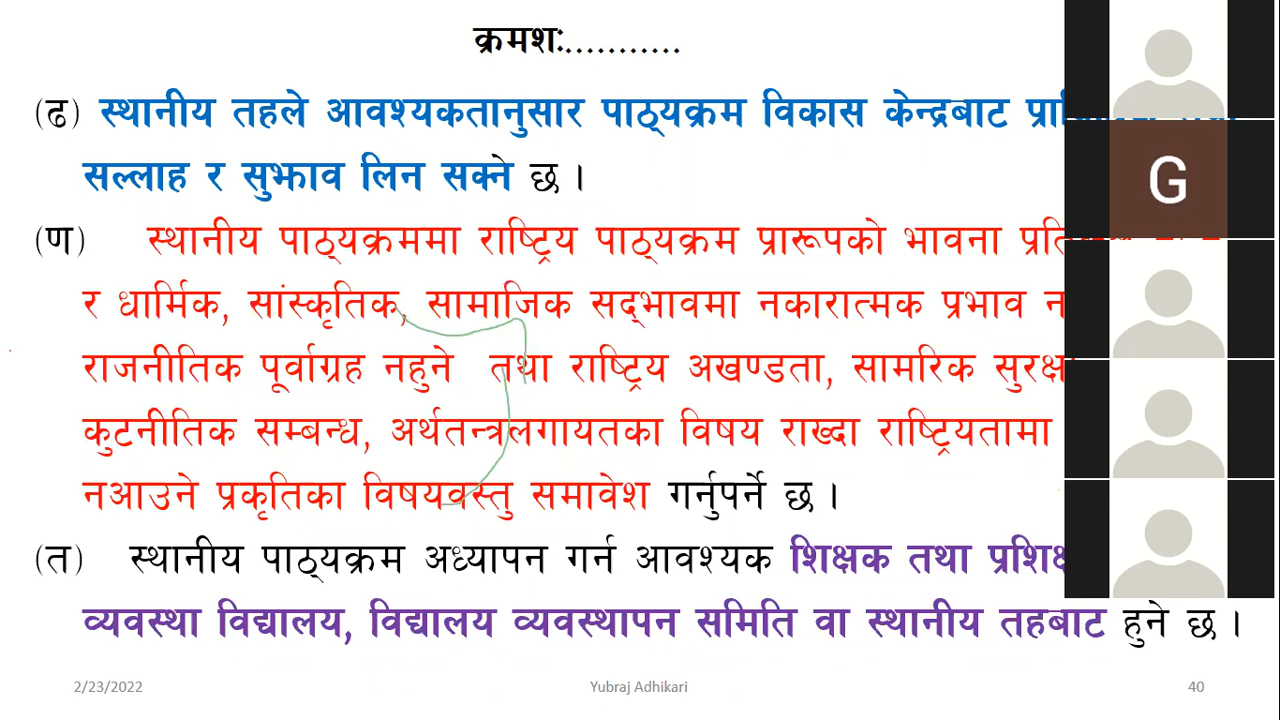 क्रमशः...........
(ढ) स्थानीय तहले आवश्यकतानुसार पाठ्यक्रम विकास केन्द्रबाट
सल्लाह र सुझाव लिन सक्ने छ ।
G
(ण) स्थानीय पाठ्यक्रममा राष्ट्रिय पाठ्यक्रम प्रारूपको भावना
र धार्मिक, सांस्कृतिक, सामाजिक सद्‌भावमा नकारात्मक प्रभाव
राजनीतिक पूर्वाग्रह नहुने तथा राष्ट्रिय अखण्डता, सामरिक
कुटनीतिक सम्बन्ध, अर्थतन्त्रलगायतका विषय राख्दा राष्ट्रियतामा
नआउने प्रकृतिका विषयवस्तु समावेश गर्नुपर्ने छ ।
(त) स्थानीय पाठ्यक्रम अध्यापन गर्न आवश्यक शिक्षक तथा
व्यवस्था विद्यालय, विद्यालय व्यवस्थापन समिति वा स्थानीय तहबाट हुने छ ।
2/23/2022 Yubraj Adhikari 40